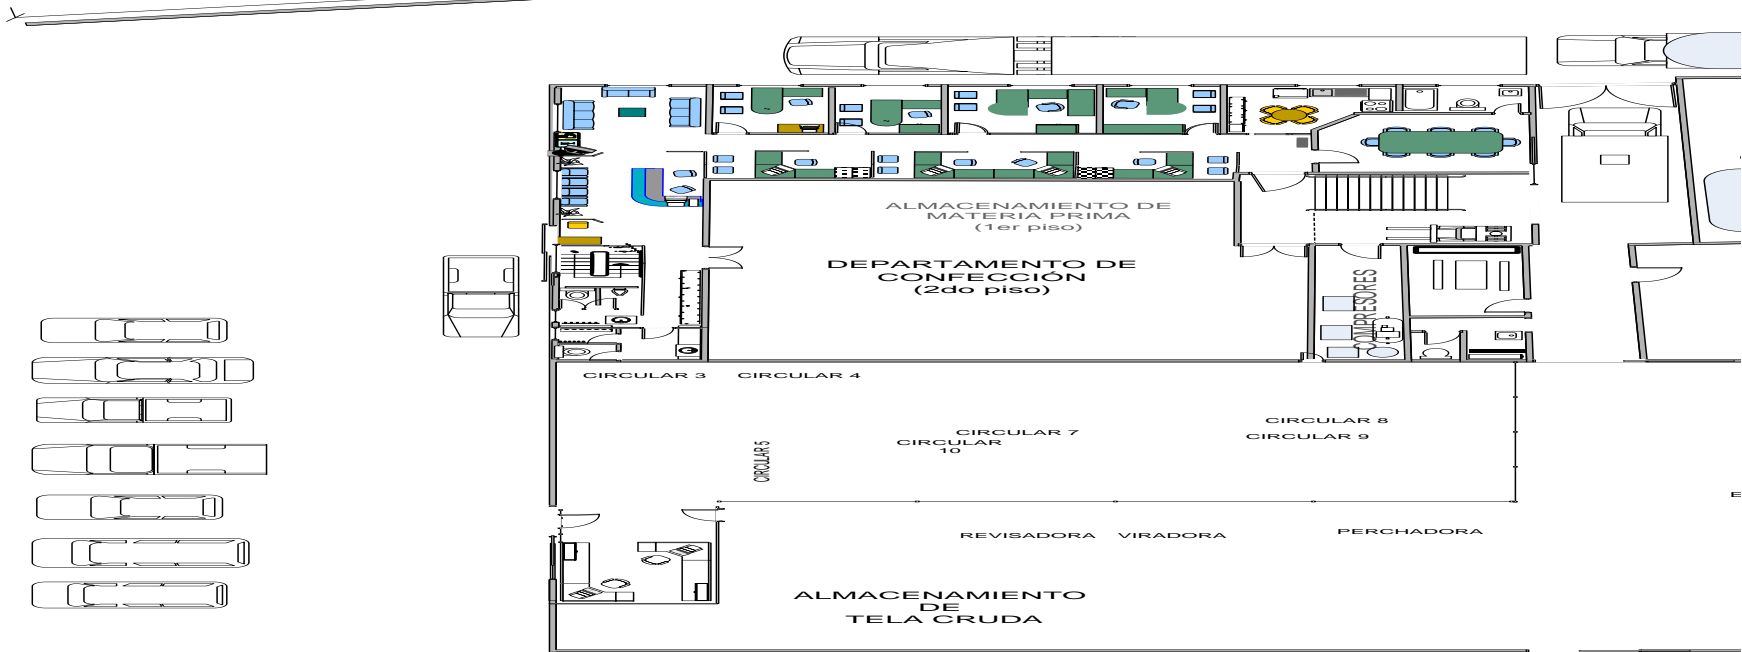 ALMACENAMIENTO DE
MATERIA PRIMA
(1er piso)
DEPARTAMENTO DE
CONFECCIÓN
(2do piso)
COMPRESORES
CIRCULAR 3
CIRCULAR 4
CIRCULAR 5
CIRCULAR 7
CIRCULAR
10
CIRCULAR 8
CIRCULAR 9
REVISADORA
VIRADORA
PERCHADORA
ALMACENAMIENTO
DE
TELA CRUDA